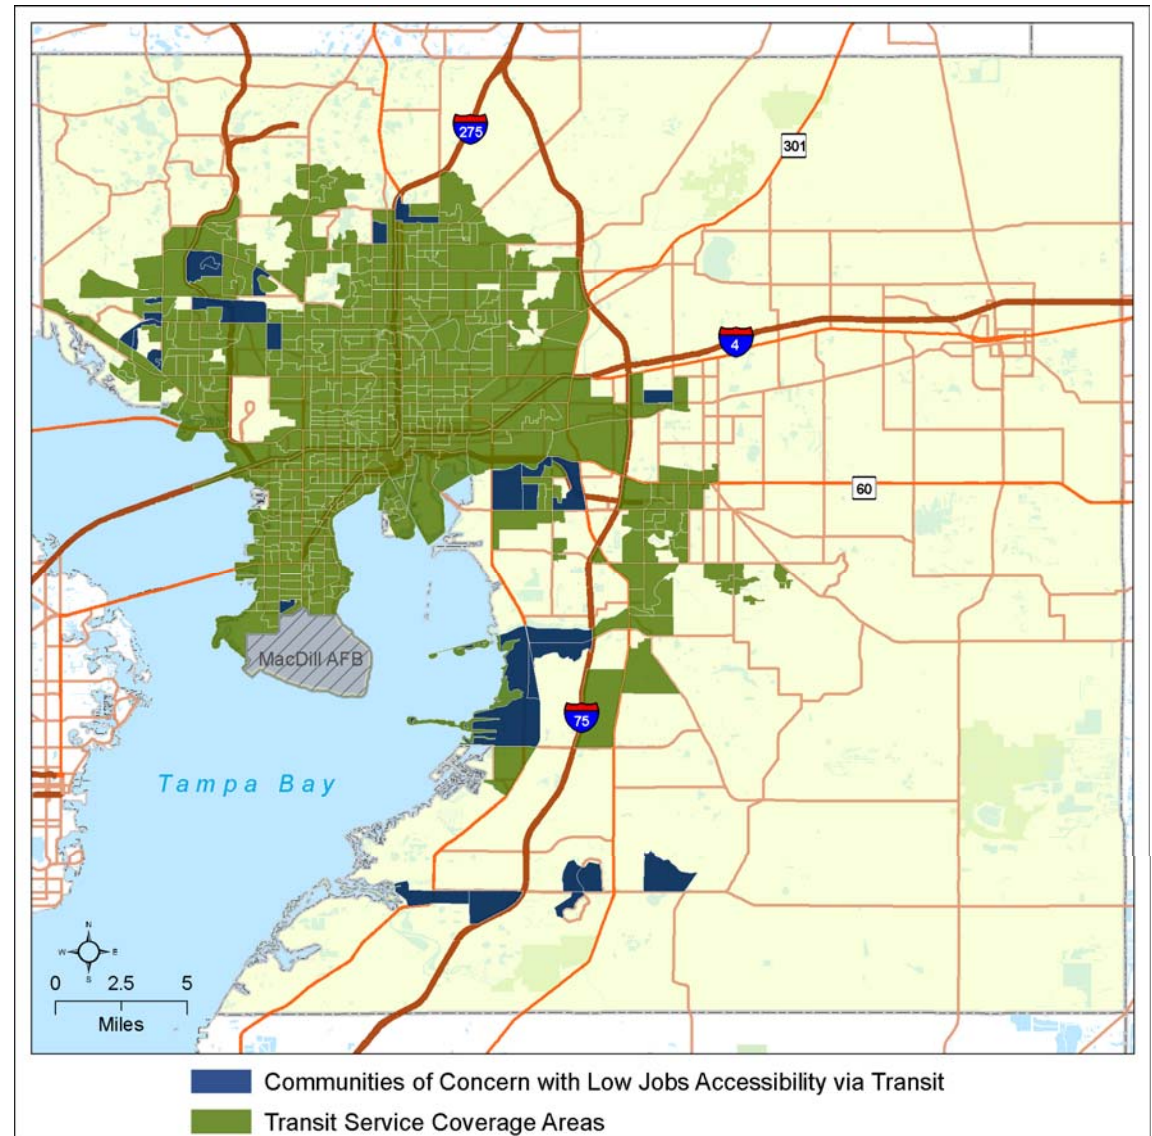 275
301
4
60
MacDill AFB
75
Tampa Bay
N
W E
S
0 2.5 5
Miles
Communities of Concern with Low Jobs Accessibility via Transit
Transit Service Coverage Areas